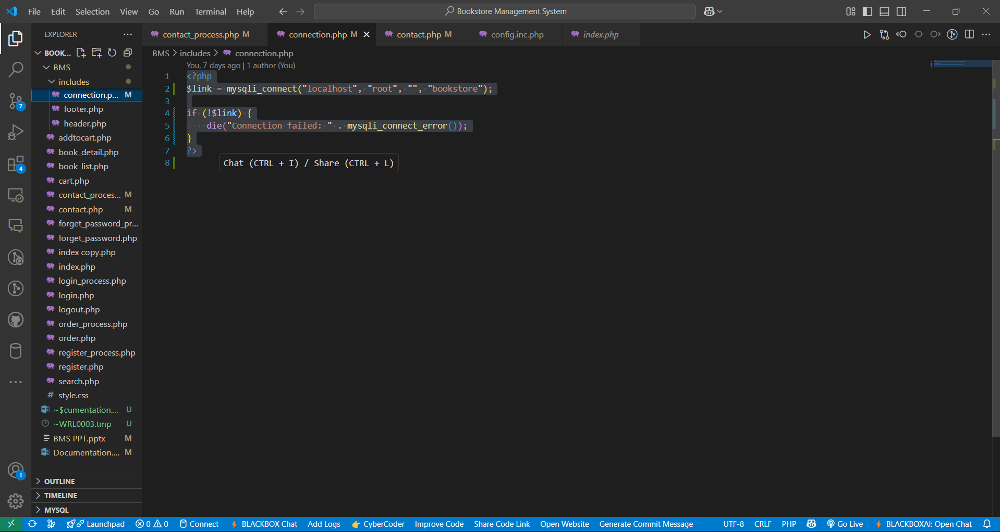 File Edit Selection View Go Run Terminal Help
Bookstore Management System
EXPLORER
contact_process.php M
connection.php M
contact.php M
config.inc.php
index.php
BOOK...
BMS > includes > connection.php
BMS
includes
connection.p... M
footer.php
header.php
addtocart.php
book_detail.php
book_list.php
cart.php
contact_proces... M
contact.php M
forget_password_pr...
forget_password.php
index copy.php
index.php
login_process.php
login.php
logout.php
order_process.php
order.php
register_process.php
register.php
search.php
# style.css
~$cumentation.... U
~WRL0003.tmp U
BMS PPT.pptx M
Documentation.... M
OUTLINE
TIMELINE
MYSQL
7
4
1
You, 7 days ago | 1 author (You)
1 <?php
2 $link = mysqli_connect("localhost", "root", "", "bookstore");
3
4 if (!$link) {
5 die("Connection failed: " . mysqli_connect_error());
6 }
7 ?>
8
Chat (CTRL + I) / Share (CTRL + L)
Launchpad 0 0 Connect BLACKBOX Chat Add Logs CyberCoder Improve Code Share Code Link Open Website Generate Commit Message UTF-8 CRLF PHP Go Live BLACKBOXAI: Open Chat